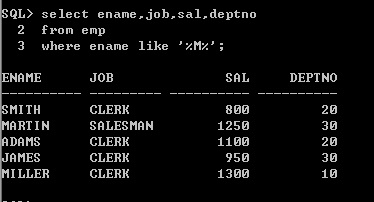 SQL> select ename,job,sal,deptno
  2  from emp
  3  where ename like '%M%';
ENAME      JOB              SAL     DEPTNO
---------- --------- ---------- ----------
SMITH      CLERK            800         20
MARTIN     SALESMAN        1250         30
ADAMS      CLERK           1100         20
JAMES      CLERK            950         30
MILLER     CLERK           1300         10